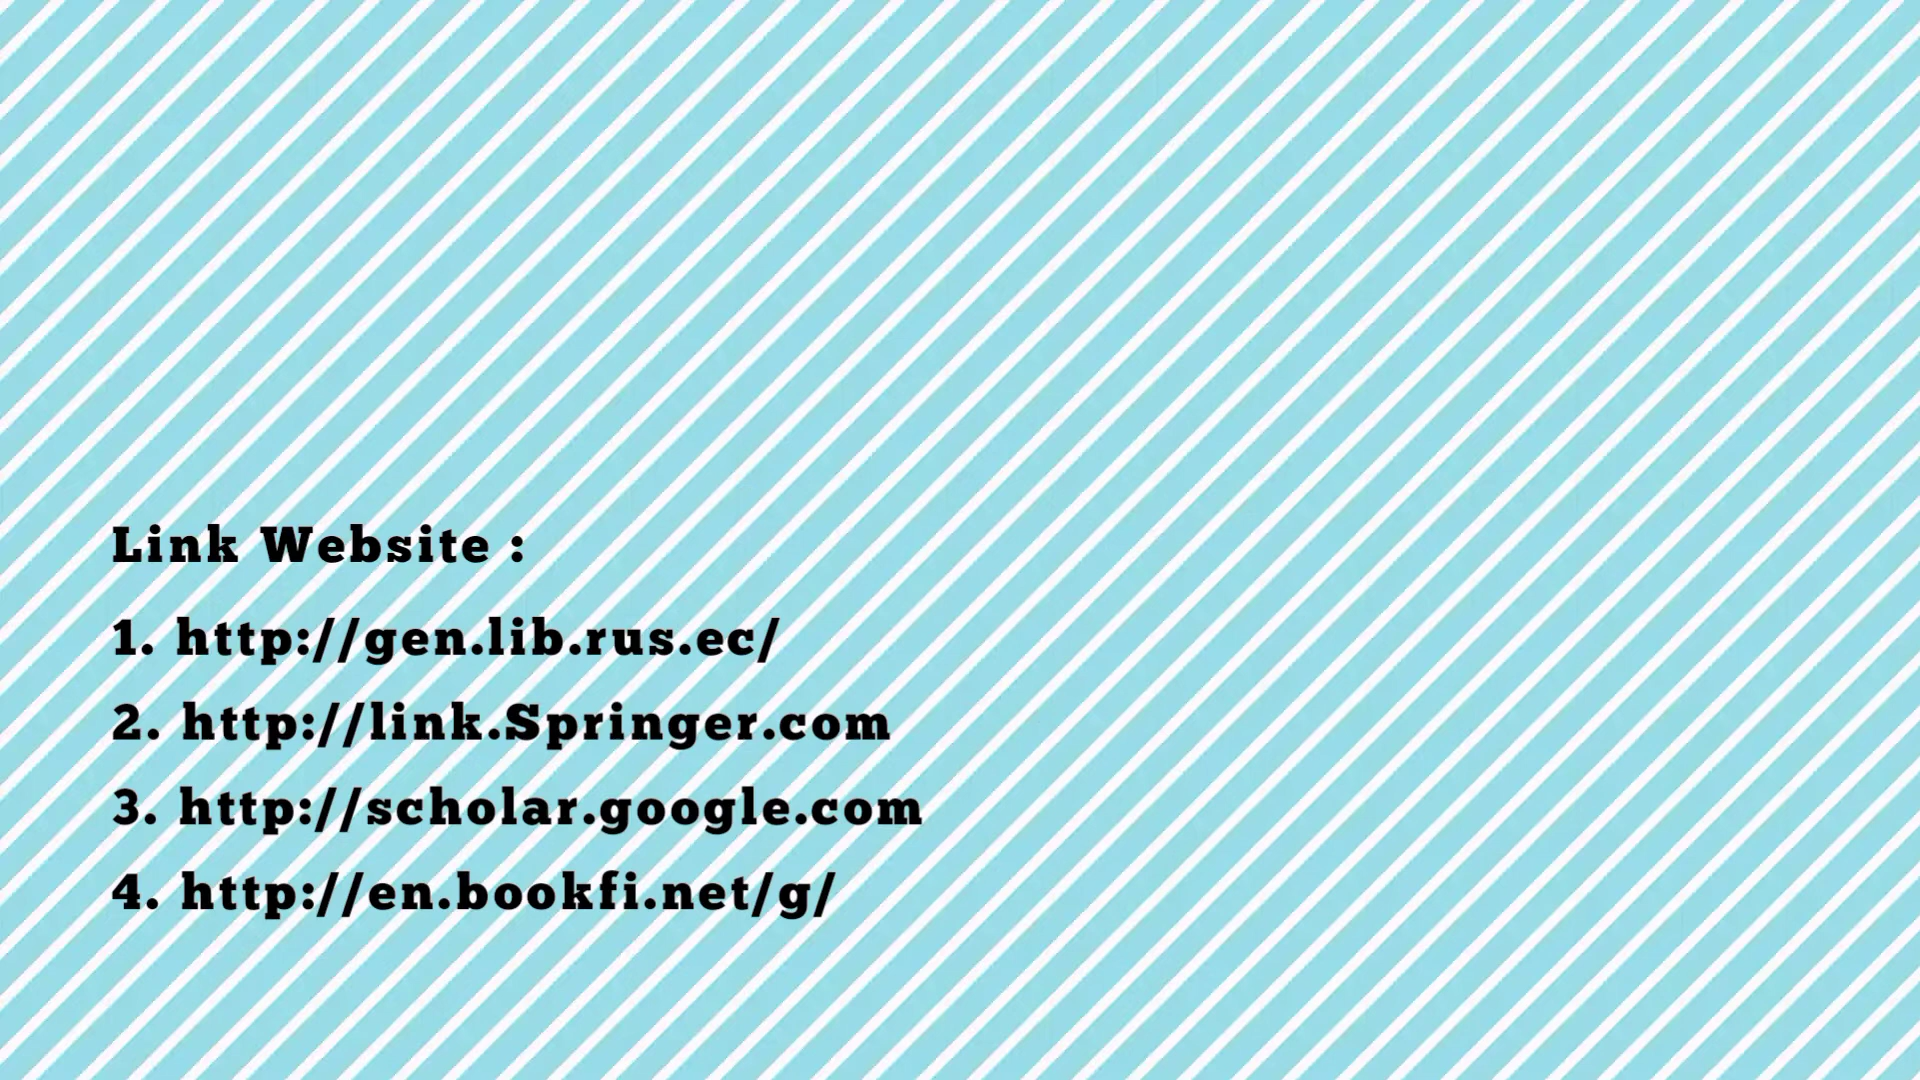 Link Website :
1. http://gen.lib.rus.ec/
2. http://link.Springer.com
3. http://scholar.google.com
4. http://en.bookfi.net/g/